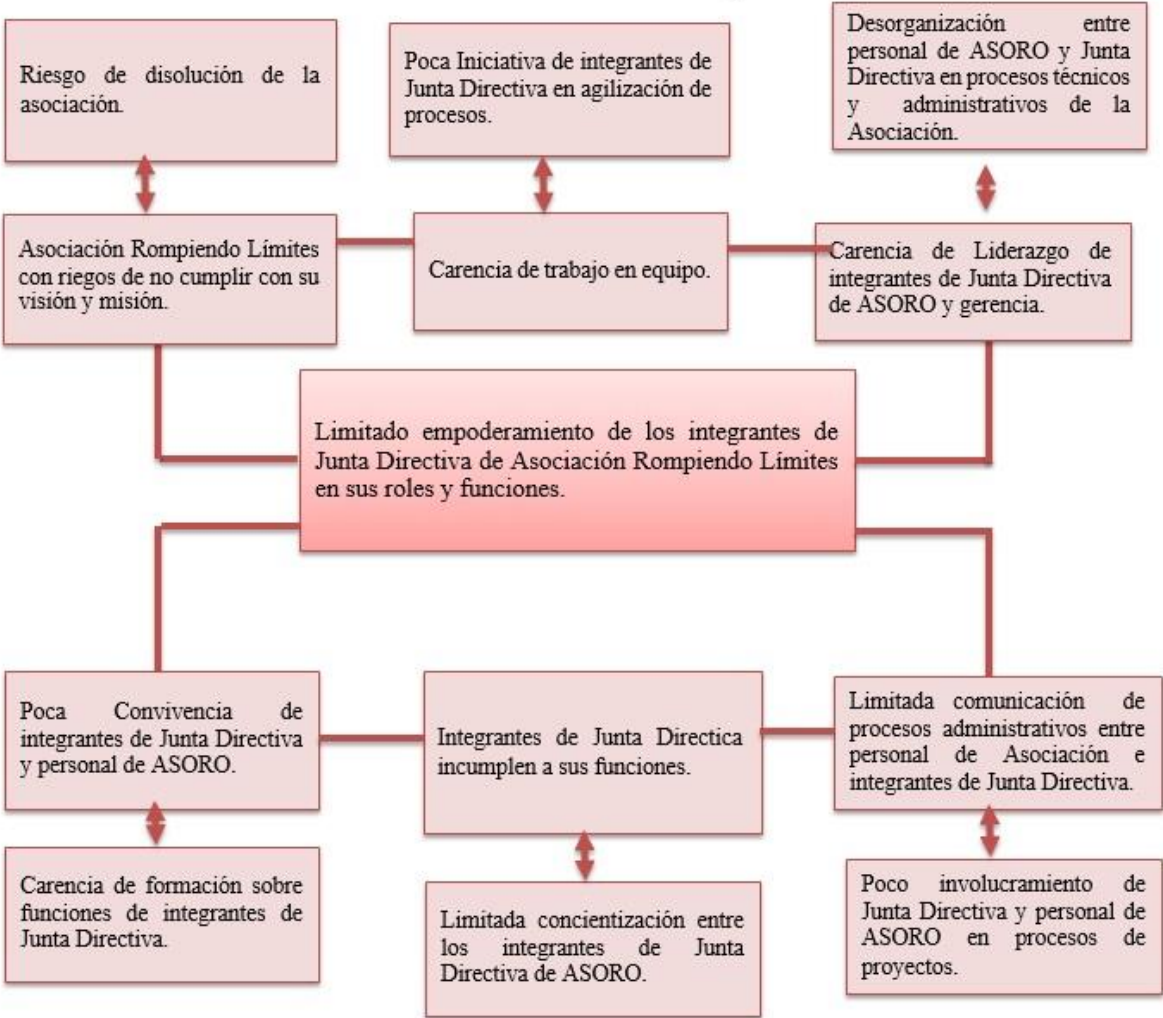 Riesgo de disolución de la
asociación.
Poca Iniciativa de integrantes de
Junta Directiva en agilización de
procesos.
Desorganización entre
personal de ASORO y Junta
Directiva en procesos técnicos
y administrativos de la
Asociación.
Asociación Rompiendo Límites
con riegos de no cumplir con su
visión y misión.
Carencia de trabajo en equipo.
Carencia de Liderazgo de
integrantes de Junta Directiva
de ASORO y gerencia.
Limitado empoderamiento de los integrantes de
Junta Directiva de Asociación Rompiendo Límites
en sus roles y funciones.
Poca Convivencia de
integrantes de Junta Directiva
y personal de ASORO.
Integrantes de Junta Directica
incumplen a sus funciones.
Limitada comunicación de
procesos administrativos entre
personal de Asociación e
integrantes de Junta Directiva.
Carencia de formación sobre
funciones de integrantes de
Junta Directiva.
Limitada concientización entre
los integrantes de Junta
Directiva de ASORO.
Poco involucramiento de
Junta Directiva y personal de
ASORO en procesos de
proyectos.